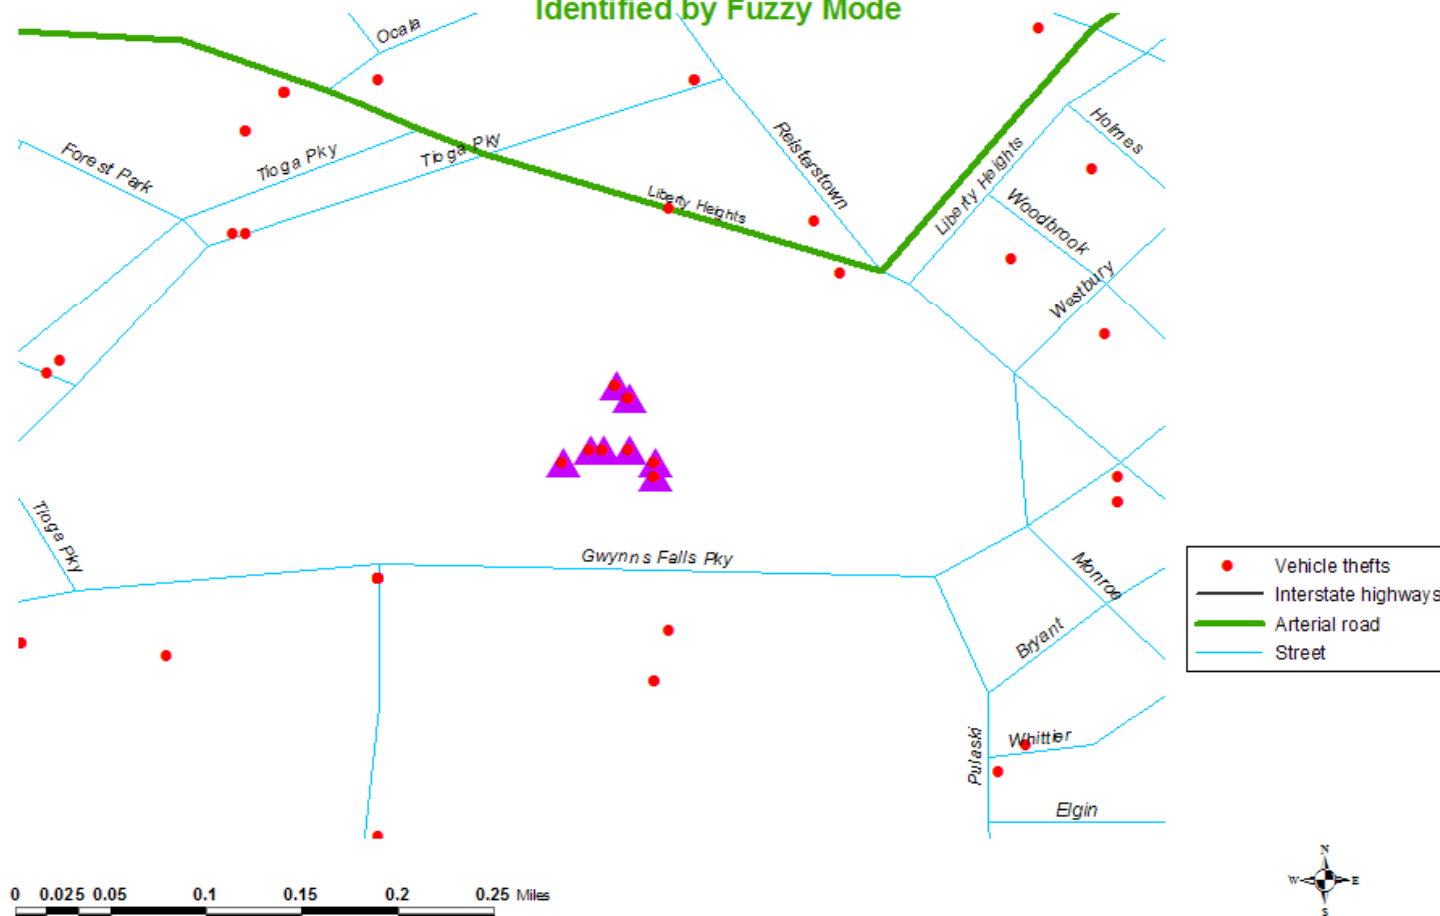 Identified by Fuzzy Mode
Ocala
Forest Park
Tioga Pky
Tioga Pky
Reisterstown
Liberty Heights
Liberty Heights
Holmes
Woodbrook
Westbury
Tioga Pky
Gwynns Falls Pky
Monroe
Bryant
Pulaski
Whittier
Elgin
Vehicle thefts
Interstate highways
Arterial road
Street
0 0.025 0.05 0.1 0.15 0.2 0.25 Miles
N
W E
S